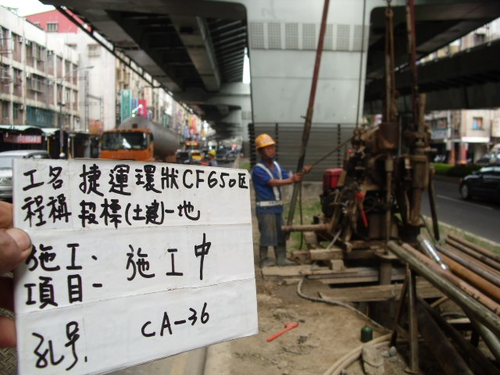 工名 捷運環狀CF650區
程稱 段標(土建)-地
施工、施工中
項目-
孔号, CA-36